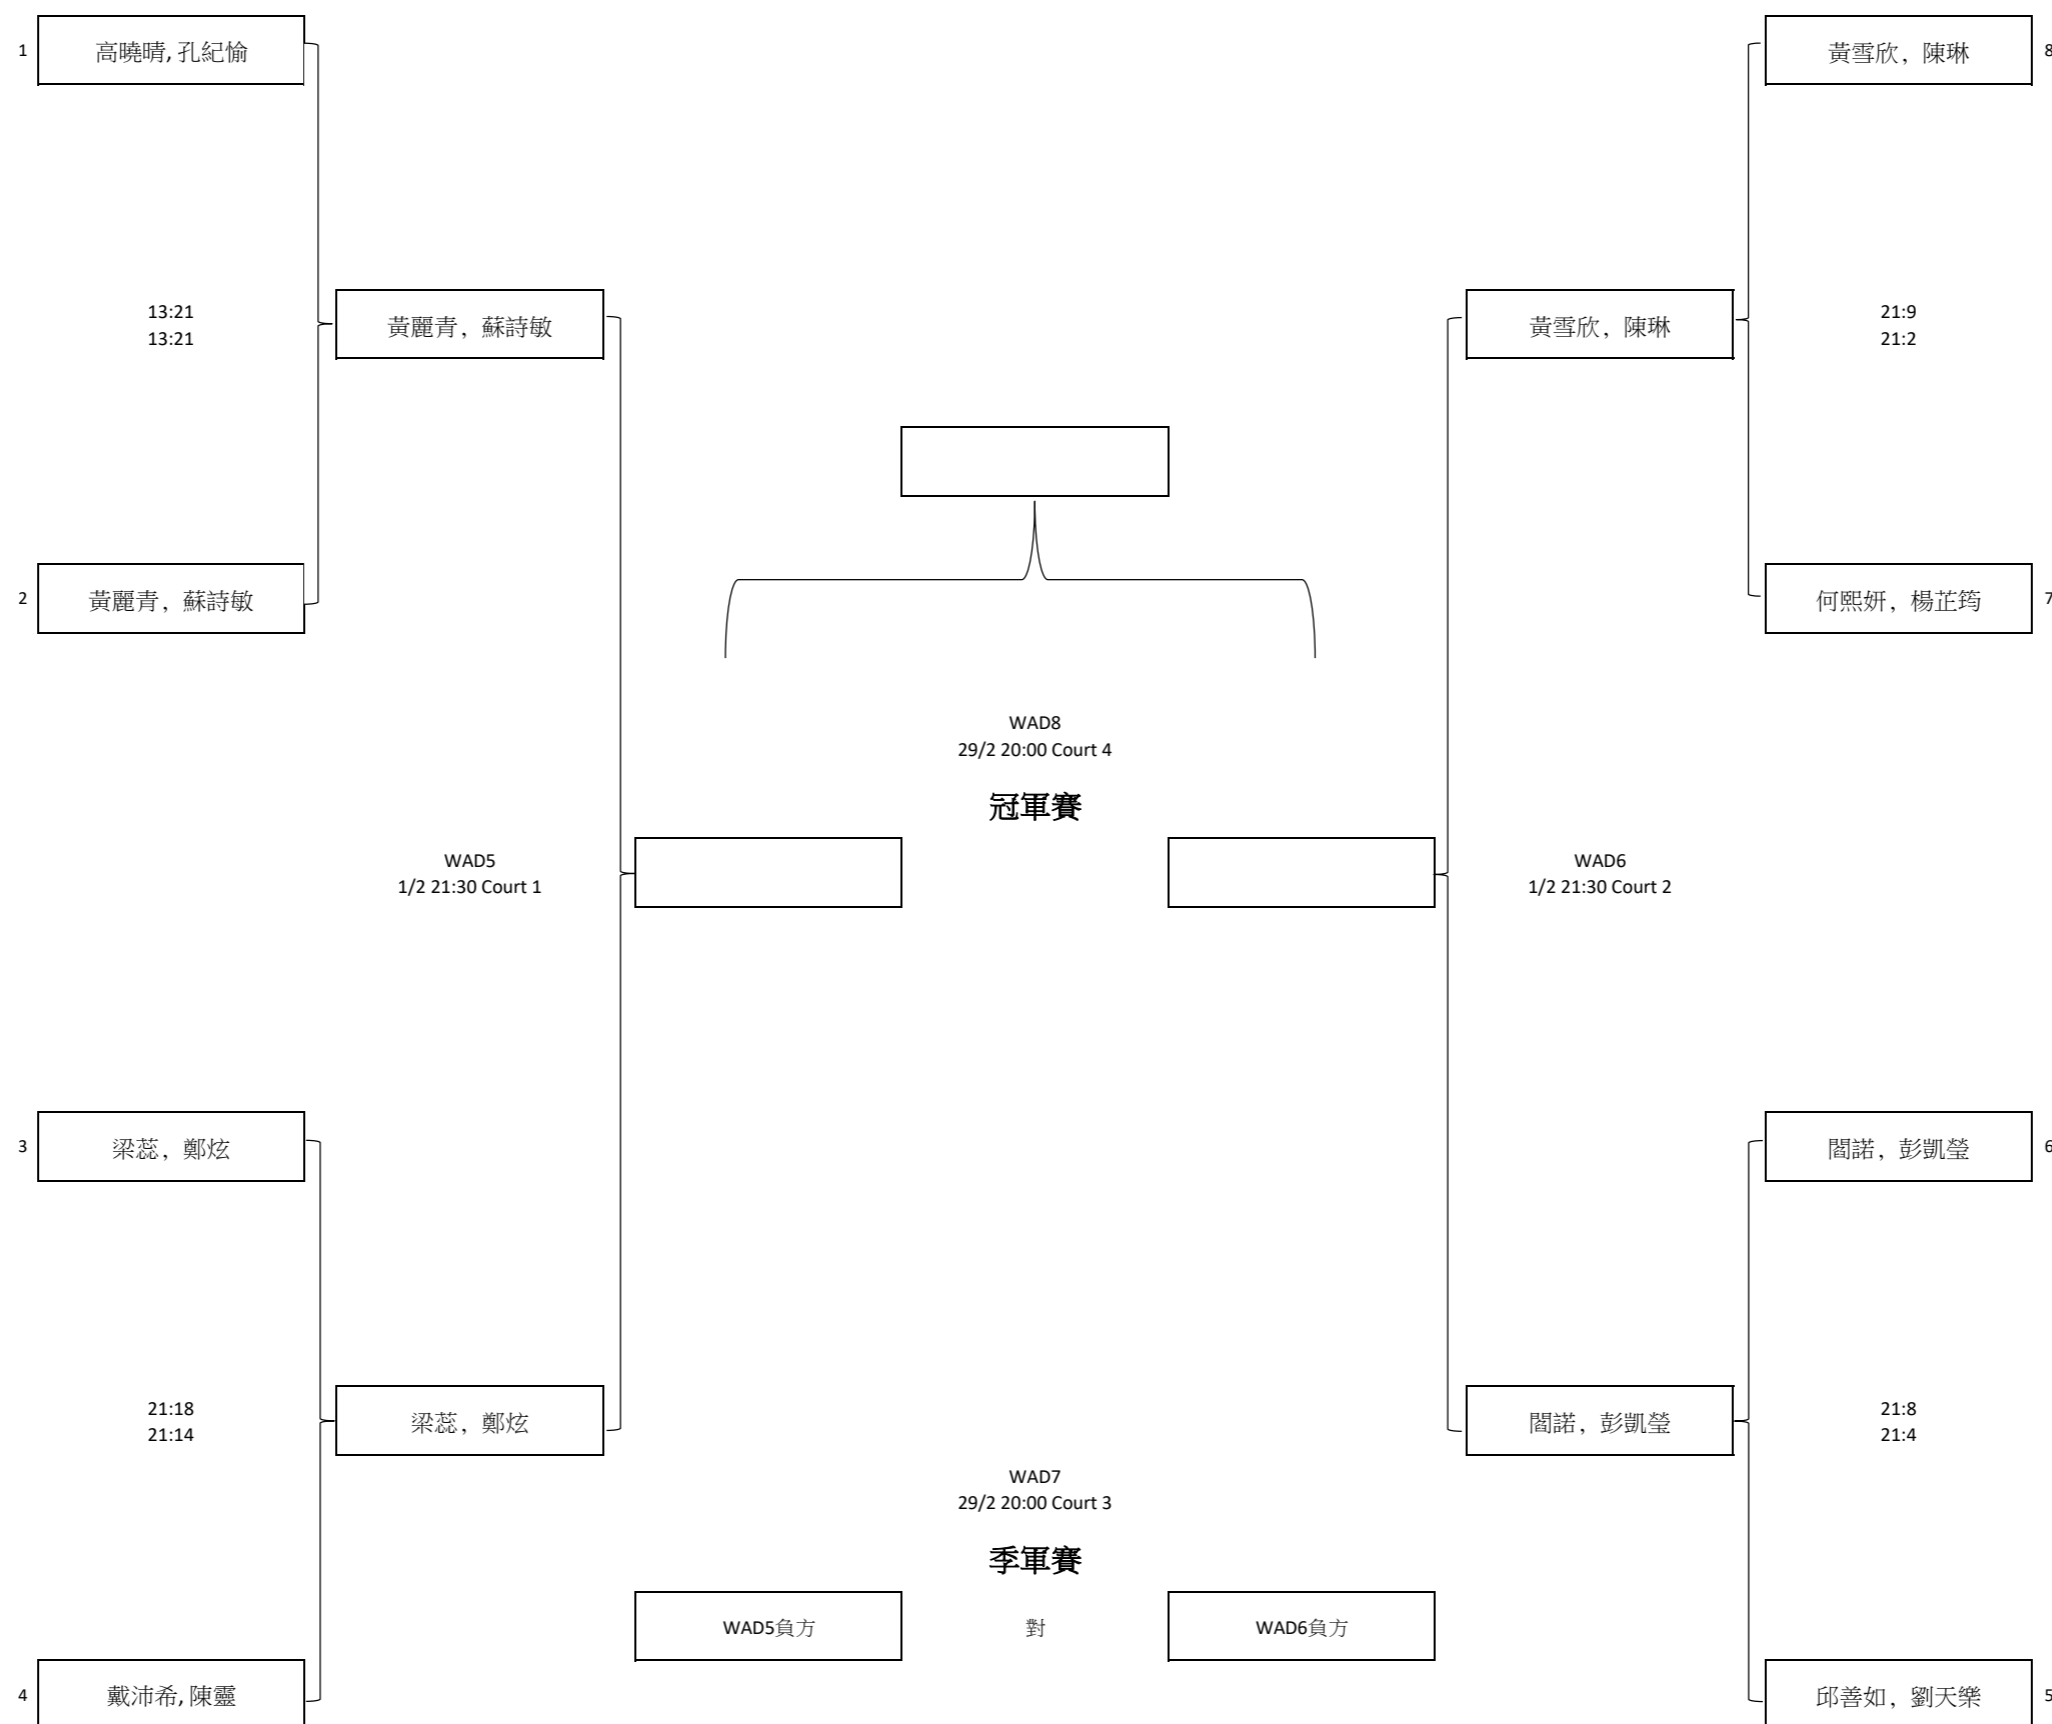 1
高曉晴, 孔紀愉
黃雪欣，陳琳
8
13:21
13:21
黃麗青，蘇詩敏
黃雪欣，陳琳
21:9
21:2
2
黃麗青，蘇詩敏
何熙妍，楊芷筠
7
WAD8
29/2 20:00 Court 4
冠軍賽
WAD5
1/2 21:30 Court 1
WAD6
1/2 21:30 Court 2
3
梁蕊，鄭炫
閻諾，彭凱瑩
6
21:18
21:14
梁蕊，鄭炫
閻諾，彭凱瑩
21:8
21:4
WAD7
29/2 20:00 Court 3
季軍賽
WAD5負方
對
WAD6負方
4
戴沛希, 陳靈
邱善如，劉天樂
5